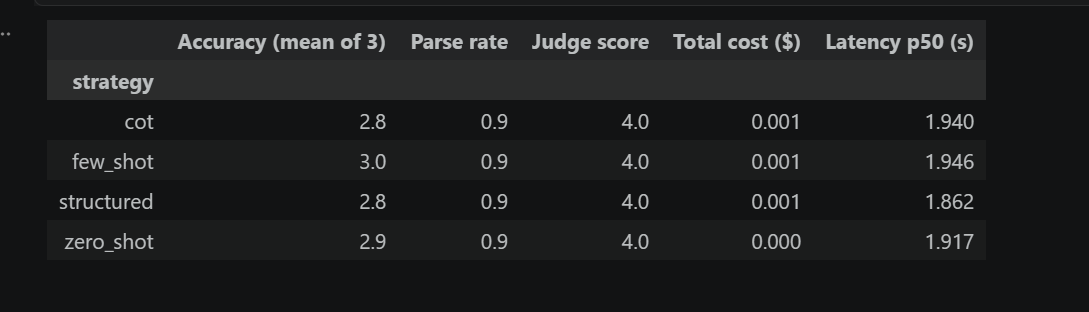 ..
Accuracy (mean of 3) Parse rate Judge score Total cost ($) Latency p50 (s)
strategy
cot 2.8 0.9 4.0 0.001 1.940
few_shot 3.0 0.9 4.0 0.001 1.946
structured 2.8 0.9 4.0 0.001 1.862
zero_shot 2.9 0.9 4.0 0.000 1.917